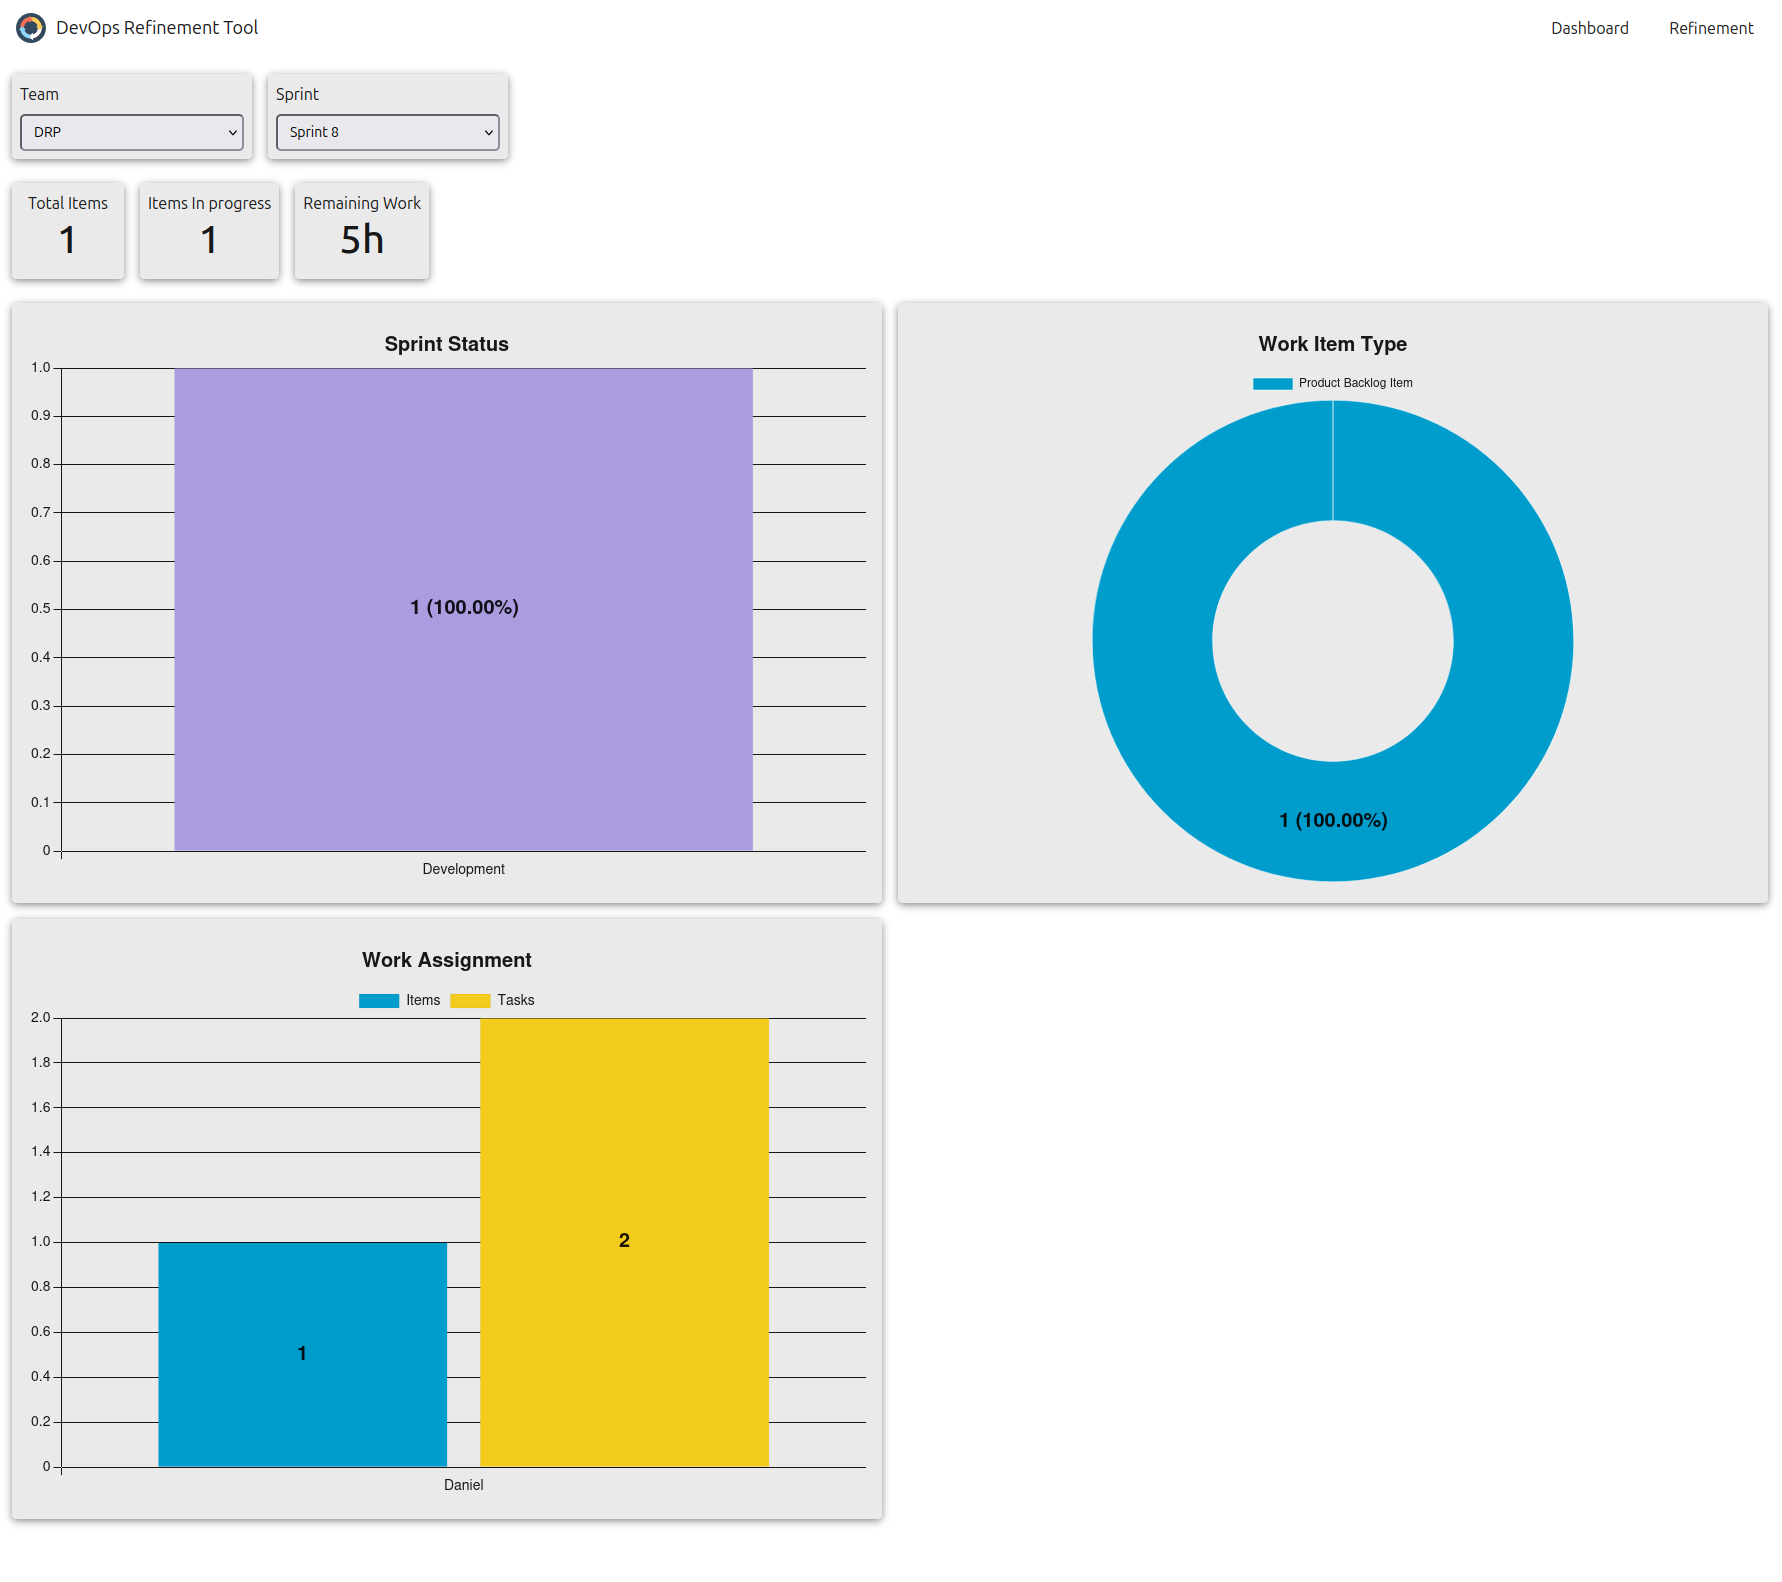 DevOps Refinement Tool
Dashboard
Refinement
Team
Sprint
DRP
Sprint 8
Total Items
Items In progress
Remaining Work
1
1
5h
Sprint Status
1.0
0.9
0.8
0.7
0.6
0.5
0.4
0.3
0.2
0.1
0
1 (100.00%)
Development
Work Item Type
Product Backlog Item
1 (100.00%)
Work Assignment
Items
Tasks
2.0
1.8
1.6
1.4
1.2
1.0
0.8
0.6
0.4
0.2
0
1
2
Daniel